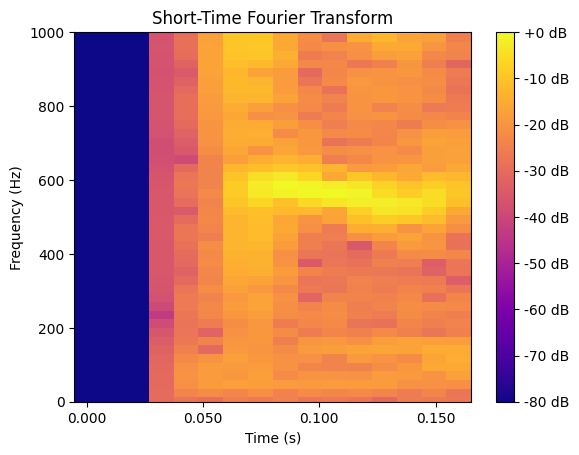 Short-Time Fourier Transform
1000
800
600
400
200
0
Frequency (Hz)
0.000
0.050
0.100
0.150
Time (s)
+0 dB
-10 dB
-20 dB
-30 dB
-40 dB
-50 dB
-60 dB
-70 dB
-80 dB